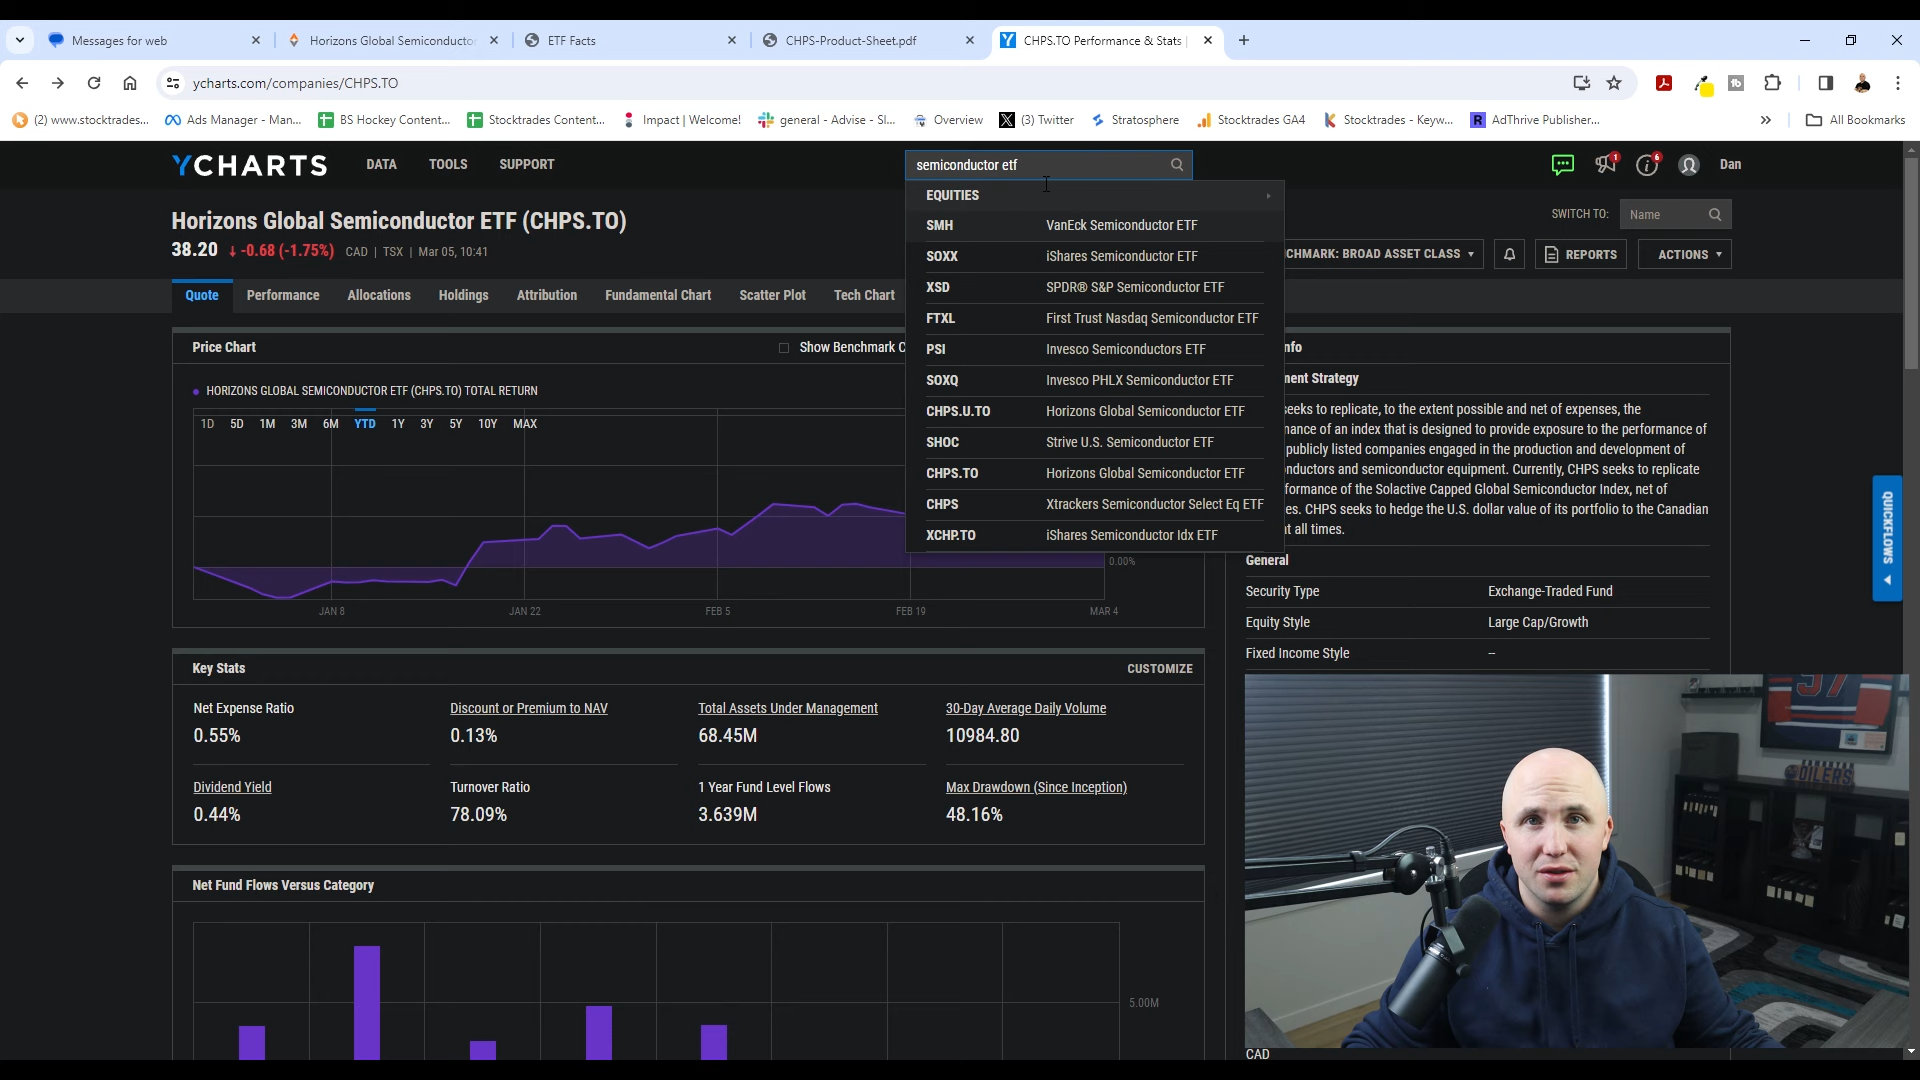 Messages for web
Horizons Global Semiconductor
ETF Facts
CHPS-Product-Sheet.pdf
CHPS.TO Performance & Stats |
ycharts.com/companies/CHPS.TO
(2) www.stocktrades...
Ads Manager - Man...
BS Hockey Content...
Stocktrades Content...
Impact | Welcome!
general - Advise - Sl...
Overview
(3) Twitter
Stratosphere
Stocktrades GA4
Stocktrades - Keyw...
AdThrive Publisher...
»
All Bookmarks
YCHARTS
DATA
TOOLS
SUPPORT
semiconductor etf
1
6
Dan
Horizons Global Semiconductor ETF (CHPS.TO)
38.20 -0.68 (-1.75%) CAD | TSX | Mar 05, 10:41
SWITCH TO:
Name
CHMARK: BROAD ASSET CLASS
REPORTS
ACTIONS
Quote
Performance
Allocations
Holdings
Attribution
Fundamental Chart
Scatter Plot
Tech Chart
EQUITIES
SMH VanEck Semiconductor ETF
SOXX iShares Semiconductor ETF
XSD SPDR® S&P Semiconductor ETF
FTXL First Trust Nasdaq Semiconductor ETF
PSI Invesco Semiconductors ETF
SOXQ Invesco PHLX Semiconductor ETF
CHPS.U.TO Horizons Global Semiconductor ETF
SHOC Strive U.S. Semiconductor ETF
CHPS.TO Horizons Global Semiconductor ETF
CHPS Xtrackers Semiconductor Select Eq ETF
XCHP.TO iShares Semiconductor Idx ETF
Price Chart
Show Benchmark C
HORIZONS GLOBAL SEMICONDUCTOR ETF (CHPS.TO) TOTAL RETURN
1D 5D 1M 3M 6M YTD 1Y 3Y 5Y 10Y MAX
0.00%
JAN 8
JAN 22
FEB 5
FEB 19
MAR 4
nfo
ment Strategy
seeks to replicate, to the extent possible and net of expenses, the
nance of an index that is designed to provide exposure to the performance of
publicly listed companies engaged in the production and development of
nductors and semiconductor equipment. Currently, CHPS seeks to replicate
formance of the Solactive Capped Global Semiconductor Index, net of
es. CHPS seeks to hedge the U.S. dollar value of its portfolio to the Canadian
t all times.
General
Security Type Exchange-Traded Fund
Equity Style Large Cap/Growth
Fixed Income Style --
QUICKFLOWS
Key Stats
CUSTOMIZE
Net Expense Ratio
Discount or Premium to NAV
Total Assets Under Management
30-Day Average Daily Volume
0.55%
0.13%
68.45M
10984.80
Dividend Yield
Turnover Ratio
1 Year Fund Level Flows
Max Drawdown (Since Inception)
0.44%
78.09%
3.639M
48.16%
Net Fund Flows Versus Category
5.00M
97
OILERS
CAD